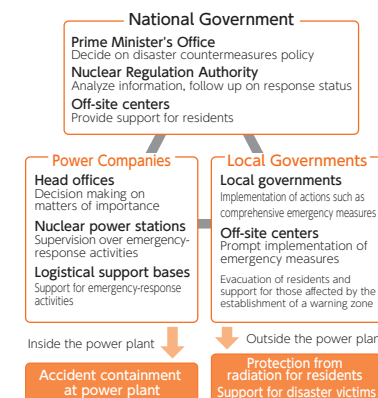 National Government
Prime Minister's Office
Decide on disaster countermeasures policy
Nuclear Regulation Authority
Analyze information, follow up on response status
Off-site centers
Provide support for residents
Power Companies
Head offices
Decision making on
matters of importance
Nuclear power stations
Supervision over emergency-
response activities
Logistical support bases
Support for emergency-response
activities
Local Governments
Local governments
Implementation of actions such as
comprehensive emergency measures
Off-site centers
Prompt implementation of
emergency measures
Evacuation of residents and
support for those affected by the
establishment of a warning zone
Inside the power plant
Outside the power plan
Accident containment
at power plant
Protection from
radiation for residents
Support for disaster victims